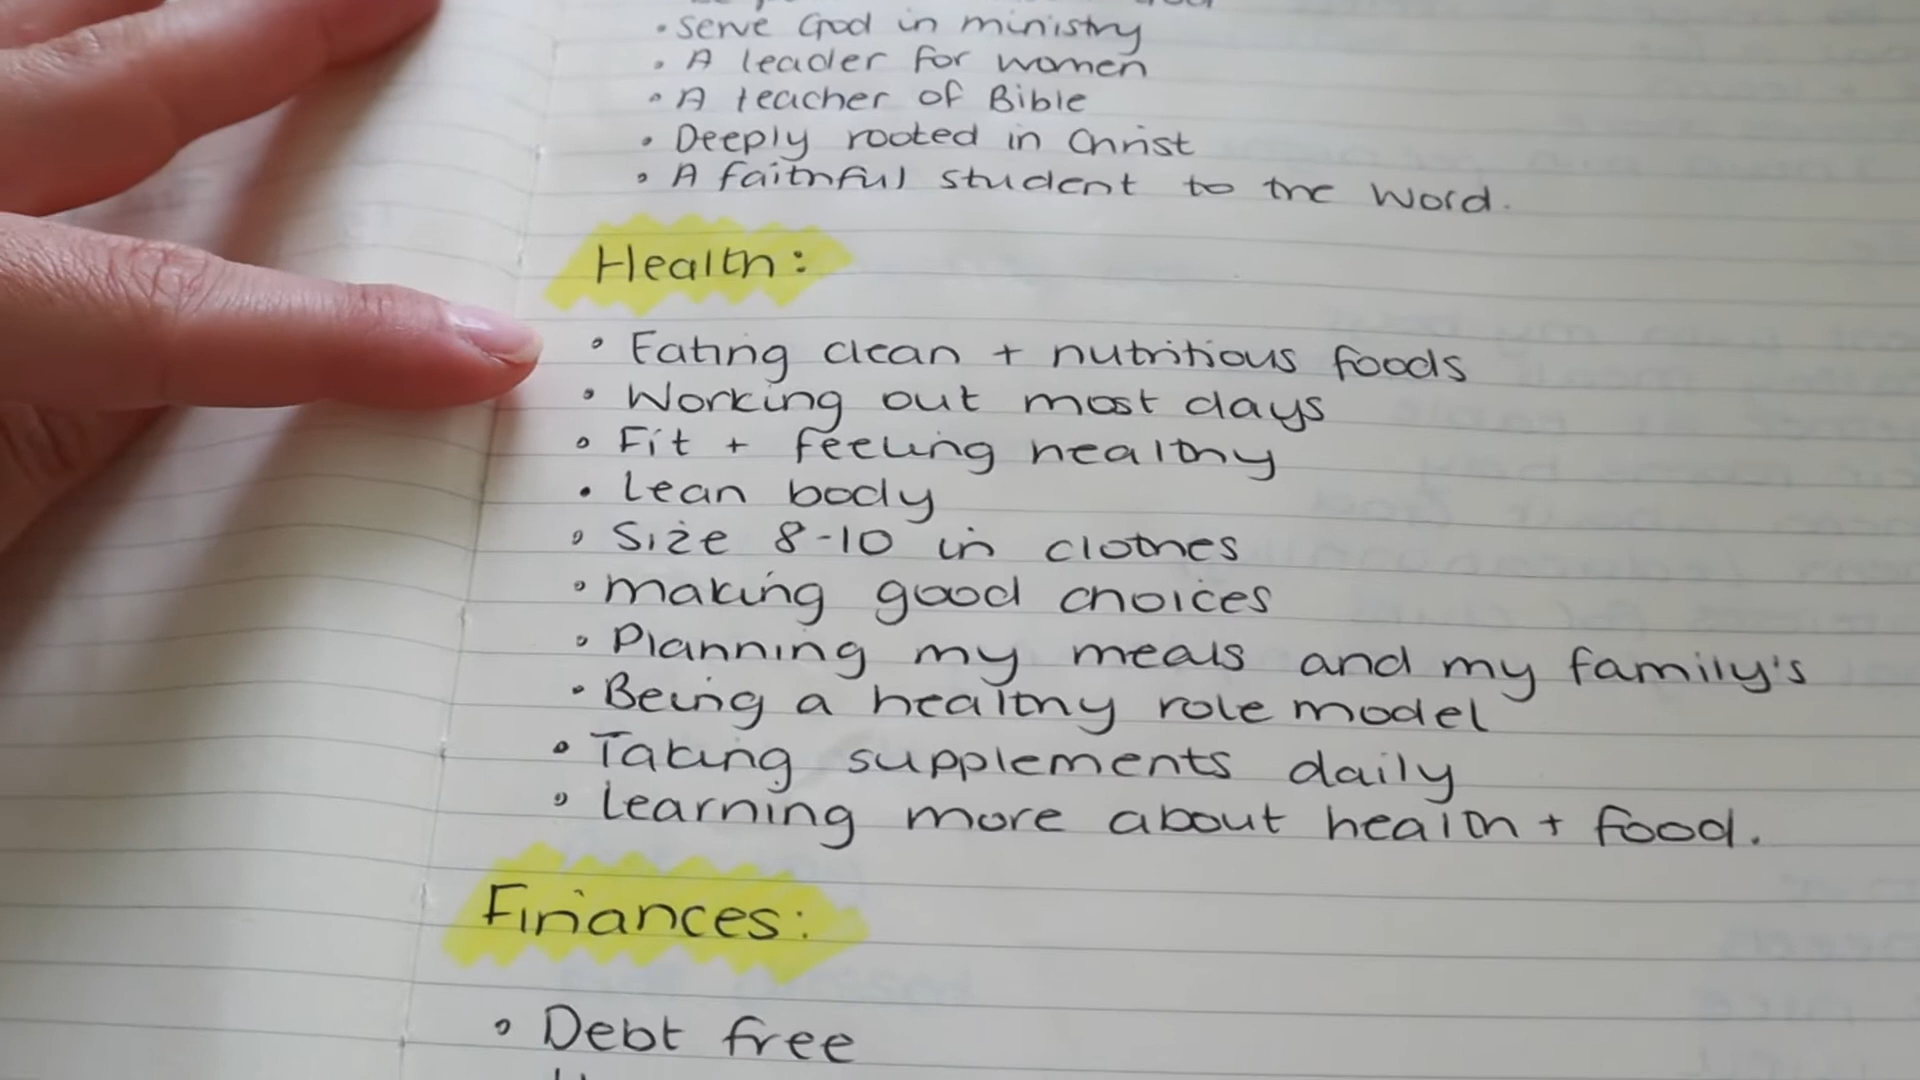 • Serve God in ministry
• A leader for women
• A teacher of Bible
• Deeply rooted in Christ
• A faithful student to the Word.
Health:
• Eating clean + nutritious foods
• Working out most days
• Fit + feeling healthy
• Lean body
• Size 8-10 in clothes
• Making good choices
• Planning my meals and my family's
• Being a healthy role model
• Taking supplements daily
• Learning more about health + food.
Finances:
• Debt free